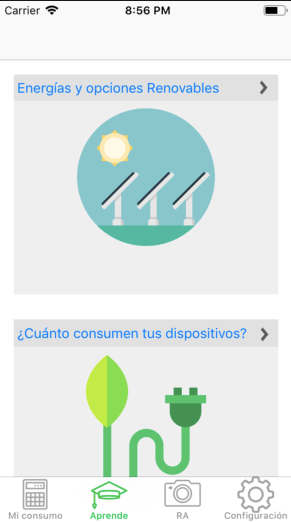 Carrier 8:56 PM
Energías y opciones Renovables
¿Cuánto consumen tus dispositivos?
Mi consumo Aprende RA Configuración